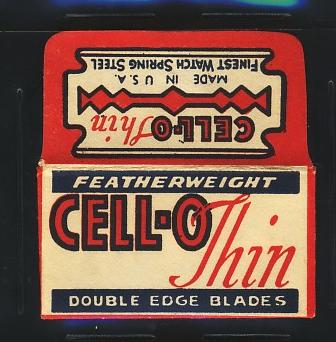 FINEST WATCH SPRING STEEL
MADE IN U.S.A.
CELL-O Thin
FEATHERWEIGHT
CELL-O Thin
DOUBLE EDGE BLADES